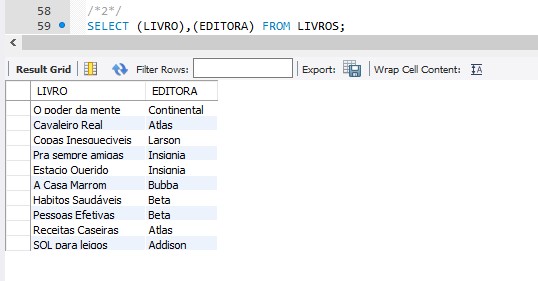 58 /*2*/
59 SELECT (LIVRO),(EDITORA) FROM LIVROS;
Result Grid Filter Rows: Export: Wrap Cell Content: IA
LIVRO EDITORA
O poder da mente Continental
Cavaleiro Real Atlas
Copas Inesqueciveis Larson
Pra sempre amigas Insignia
Estacio Querido Insignia
A Casa Marrom Bubba
Habitos Saudáveis Beta
Pessoas Efetivas Beta
Receitas Caseiras Atlas
SQL para leigos Addison